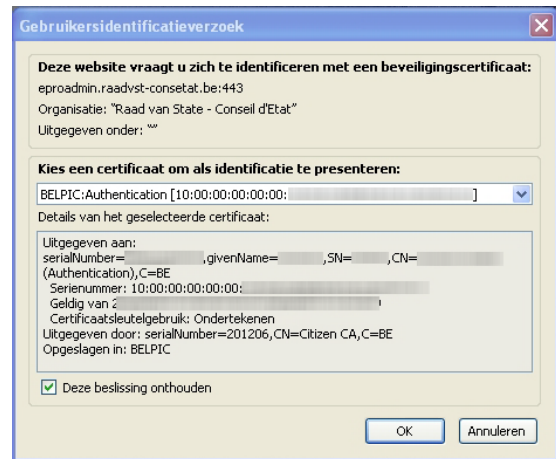 Gebruikersidentificatieverzoek
Deze website vraagt u zich te identificeren met een beveiligingscertificaat:
eproadmin.raadvst-consetat.be:443
Organisatie: "Raad van State - Conseil d'Etat"
Uitgegeven onder: ""
Kies een certificaat om als identificatie te presenteren:
BELPIC:Authentication [10:00:00:00:00:00: ]
Details van het geselecteerde certificaat:
Uitgegeven aan:
serialNumber= ,givenName= ,SN= ,CN=
(Authentication),C=BE
Serienummer: 10:00:00:00:00:00:
Geldig van
Certificaatsleutelgebruik: Ondertekenen
Uitgegeven door: serialNumber=201206,CN=Citizen CA,C=BE
Opgeslagen in: BELPIC
Deze beslissing onthouden
OK Annuleren